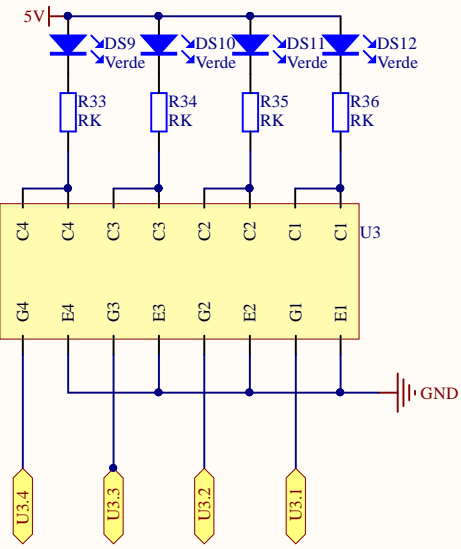 5V
DS9
Verde
DS10
Verde
DS11
Verde
DS12
Verde
R33
RK
R34
RK
R35
RK
R36
RK
C4
C4
C3
C3
C2
C2
C1
C1
U3
G4
E4
G3
E3
G2
E2
G1
E1
GND
U3.4
U3.3
U3.2
U3.1